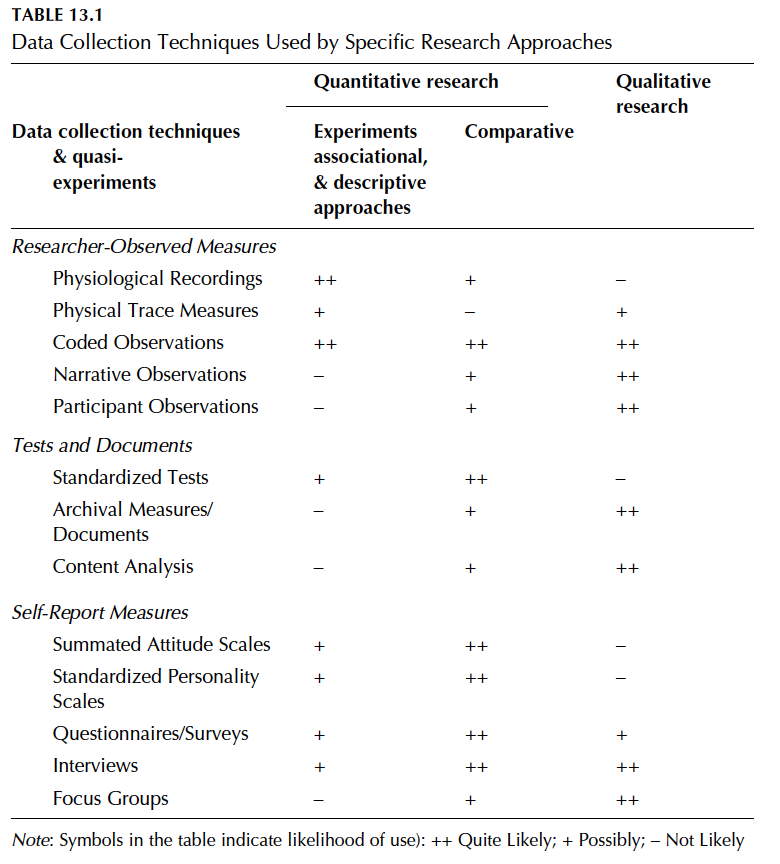 TABLE 13.1
Data Collection Techniques Used by Specific Research Approaches
Quantitative research Qualitative research
Data collection techniques & quasi-experiments Experiments associational, & descriptive approaches Comparative
Researcher-Observed Measures
Physiological Recordings ++ + –
Physical Trace Measures + – +
Coded Observations ++ ++ ++
Narrative Observations – + ++
Participant Observations – + ++
Tests and Documents
Standardized Tests + ++ –
Archival Measures/ – + ++
Documents
Content Analysis – + ++
Self-Report Measures
Summated Attitude Scales + ++ –
Standardized Personality + ++ –
Scales
Questionnaires/Surveys + ++ +
Interviews + ++ ++
Focus Groups – + ++
Note: Symbols in the table indicate likelihood of use): ++ Quite Likely; + Possibly; – Not Likely